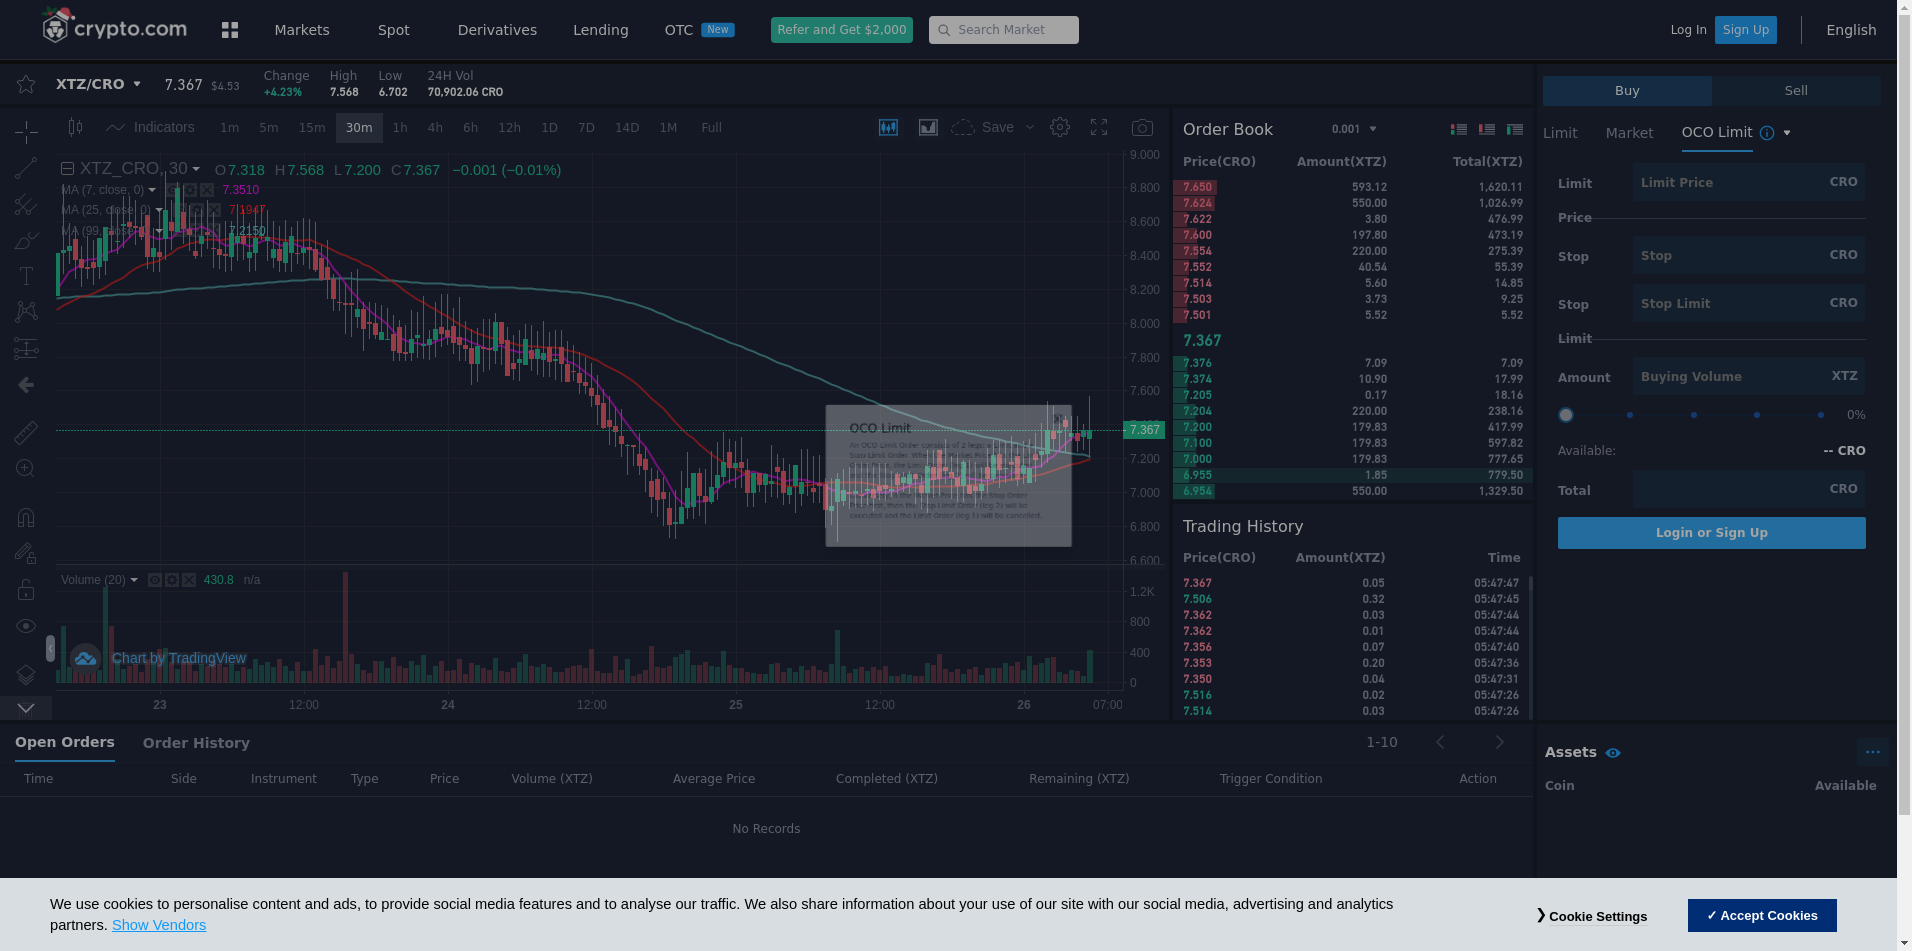 crypto.com
Markets
Spot
Derivatives
Lending
OTC
New
Refer and Get $2,000
Search Market
Log In
Sign Up
English
XTZ/CRO
7.367
$4.53
Change
+4.23%
High
7.568
Low
6.702
24H Vol
70,902.06 CRO
Indicators
1m
5m
15m
30m
1h
4h
6h
12h
1D
7D
14D
1M
Full
Save
XTZ_CRO, 30
O7.318 H7.568 L7.200 C7.367 −0.001 (−0.01%)
MA (7, close, 0)
7.3510
MA (25, close, 0)
7.1947
MA (99, close, 0)
7.2150
9.000
8.800
8.600
8.400
8.200
8.000
7.800
7.600
7.367
7.200
7.000
6.800
6.600
OCO Limit
executed and the Limit Order (leg 1) will be cancelled.
Volume (20)
430.8 n/a
1.2K
800
400
0
Chart by TradingView
23 12:00 24 12:00 25 12:00 26 07:00
Order Book
0.001
Price(CRO) Amount(XTZ) Total(XTZ)
7.650 593.12 1,620.11
7.624 550.00 1,026.99
7.622 3.80 476.99
7.600 197.80 473.19
7.554 220.00 275.39
7.552 40.54 55.39
7.514 5.60 14.85
7.503 3.73 9.25
7.501 5.52 5.52
7.367
7.376 7.09 7.09
7.374 10.90 17.99
7.205 0.17 18.16
7.204 220.00 238.16
7.200 179.83 417.99
7.100 179.83 597.82
7.000 179.83 777.65
6.955 1.85 779.50
6.954 550.00 1,329.50
Trading History
Price(CRO) Amount(XTZ) Time
7.367 0.05 05:47:47
7.506 0.32 05:47:45
7.362 0.03 05:47:44
7.362 0.01 05:47:44
7.356 0.07 05:47:40
7.353 0.20 05:47:36
7.350 0.04 05:47:31
7.516 0.02 05:47:26
7.514 0.03 05:47:26
Buy
Sell
Limit
Market
OCO Limit
Limit
Price
Limit Price
CRO
Stop
Stop
CRO
Stop
Limit
Stop Limit
CRO
Amount
Buying Volume
XTZ
0%
Available:
-- CRO
Total
CRO
Login or Sign Up
Open Orders
Order History
1-10
Time Side Instrument Type Price Volume (XTZ) Average Price Completed (XTZ) Remaining (XTZ) Trigger Condition Action
No Records
Assets
Coin
Available
We use cookies to personalise content and ads, to provide social media features and to analyse our traffic. We also share information about your use of our site with our social media, advertising and analytics
partners. Show Vendors
❯ Cookie Settings
✓ Accept Cookies